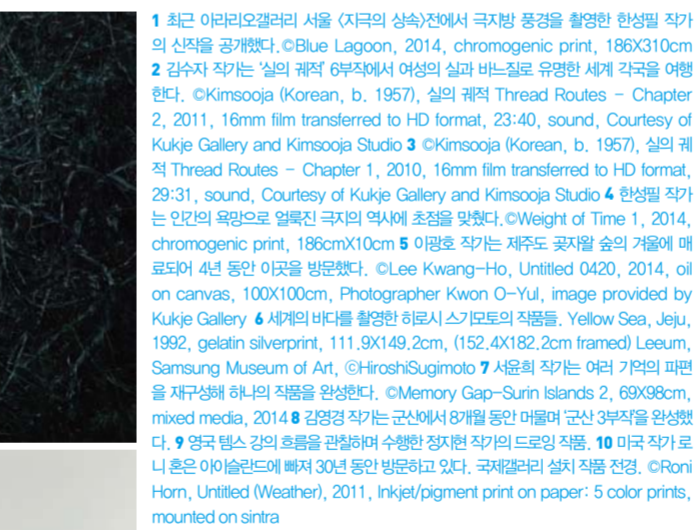 1 최근 아라리오갤러리 서울 〈지극의 상속〉전에서 극지방 풍경을 촬영한 한성필 작가
의 신작을 공개했다.©Blue Lagoon, 2014, chromogenic print, 186X310cm
2 김수자 작가는 ‘실의 궤적’ 6부작에서 여성의 실과 바느질로 유명한 세계 각국을 여행
한다. ©Kimsooja (Korean, b. 1957), 실의 궤적 Thread Routes – Chapter
2, 2011, 16mm film transferred to HD format, 23:40, sound, Courtesy of
Kukje Gallery and Kimsooja Studio 3 ©Kimsooja (Korean, b. 1957), 실의 궤
적 Thread Routes – Chapter 1, 2010, 16mm film transferred to HD format,
29:31, sound, Courtesy of Kukje Gallery and Kimsooja Studio 4 한성필 작가
는 인간의 욕망으로 얼룩진 극지의 역사에 초점을 맞췄다.©Weight of Time 1, 2014,
chromogenic print, 186cmX10cm 5 이광호 작가는 제주도 곶자왈 숲의 겨울에 매
료되어 4년 동안 이곳을 방문했다. ©Lee Kwang-Ho, Untitled 0420, 2014, oil
on canvas, 100X100cm, Photographer Kwon O-Yul, image provided by
Kukje Gallery 6 세계의 바다를 촬영한 히로시 스기모토의 작품들. Yellow Sea, Jeju,
1992, gelatin silverprint, 111.9X149.2cm, (152.4X182.2cm framed) Leeum,
Samsung Museum of Art, ⓒHiroshiSugimoto 7 서윤희 작가는 여러 기억의 파편
을 재구성해 하나의 작품을 완성한다. ©Memory Gap-Surin Islands 2, 69X98cm,
mixed media, 2014 8 김영경 작가는 군산에서 8개월 동안 머물며 ‘군산 3부작’을 완성했
다. 9 영국 템스 강의 흐름을 관찰하며 수행한 정지현 작가의 드로잉 작품. 10 미국 작가 로
니 혼은 아이슬란드에 빠져 30년 동안 방문하고 있다. 국제갤러리 설치 작품 전경. ©Roni
Horn, Untitled (Weather), 2011, Inkjet/pigment print on paper: 5 color prints,
mounted on sintra